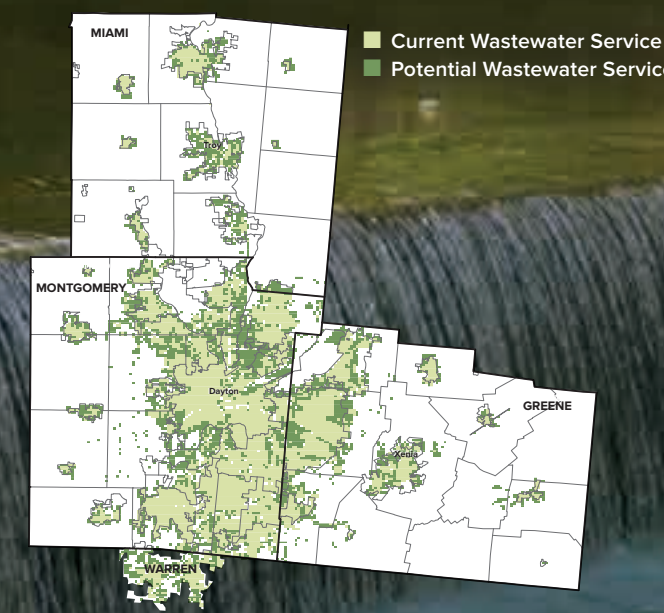 MIAMI
Current Wastewater Service
Potential Wastewater Service
Troy
MONTGOMERY
Dayton
GREENE
Xenia
WARREN